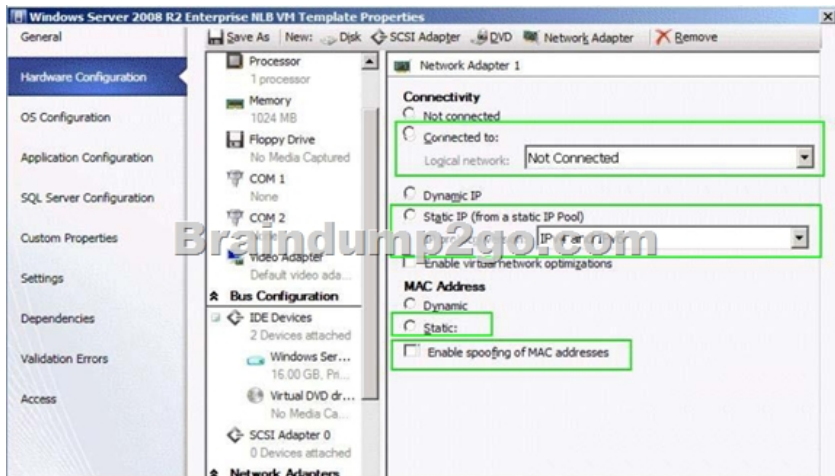 Windows Server 2008 R2 Enterprise NLB VM Template Properties
General
Save As New: Disk SCSI Adapter DVD Network Adapter Remove
Hardware Configuration
OS Configuration
Application Configuration
SQL Server Configuration
Custom Properties
Settings
Dependencies
Validation Errors
Access
Processor
1 processor
Memory
1024 MB
Floppy Drive
No Media Captured
COM 1
None
COM 2
Video Adapter
Default video ada...
Bus Configuration
IDE Devices
2 Devices attached
Windows Ser...
16.00 GB, Pri...
Virtual DVD dr...
No Media Ca...
SCSI Adapter 0
0 Devices attached
Network Adapters
Network Adapter 1
Connectivity
Not connected
Connected to:
Logical network: Not Connected
Dynamic IP
Static IP (from a static IP Pool)
Enable virtual network optimizations
MAC Address
Dynamic
Static:
Enable spoofing of MAC addresses
Braindump2go.com